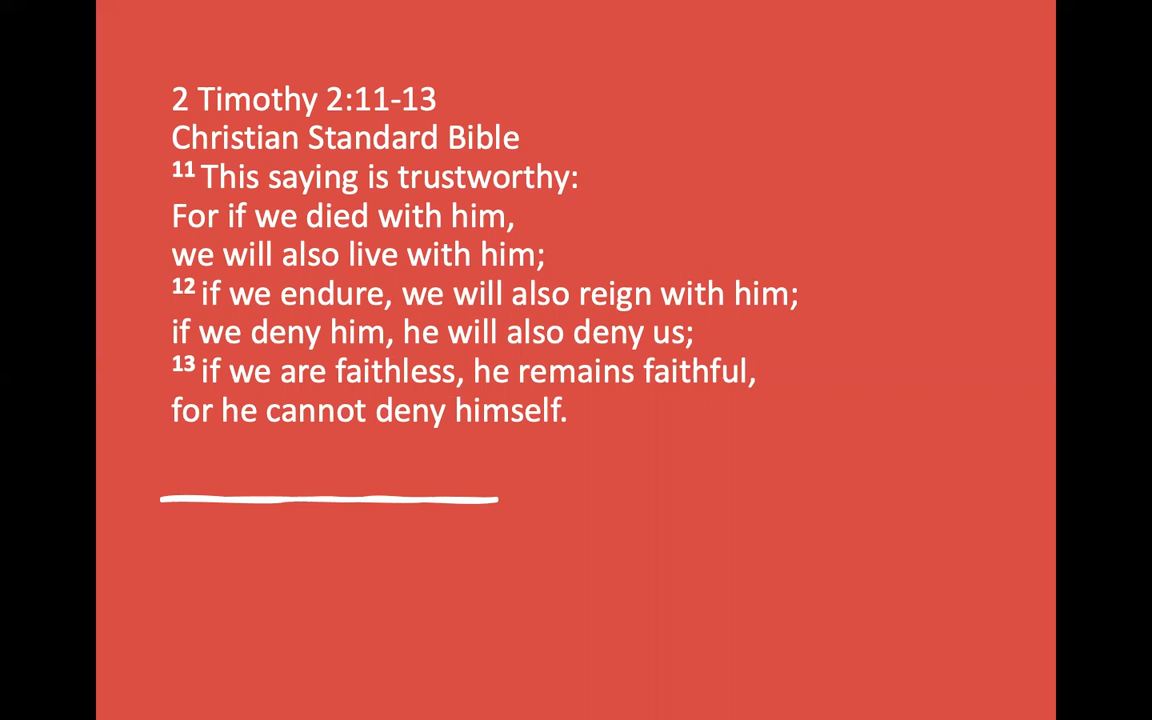 2 Timothy 2:11-13
Christian Standard Bible
11 This saying is trustworthy:
For if we died with him,
we will also live with him;
12 if we endure, we will also reign with him;
if we deny him, he will also deny us;
13 if we are faithless, he remains faithful,
for he cannot deny himself.